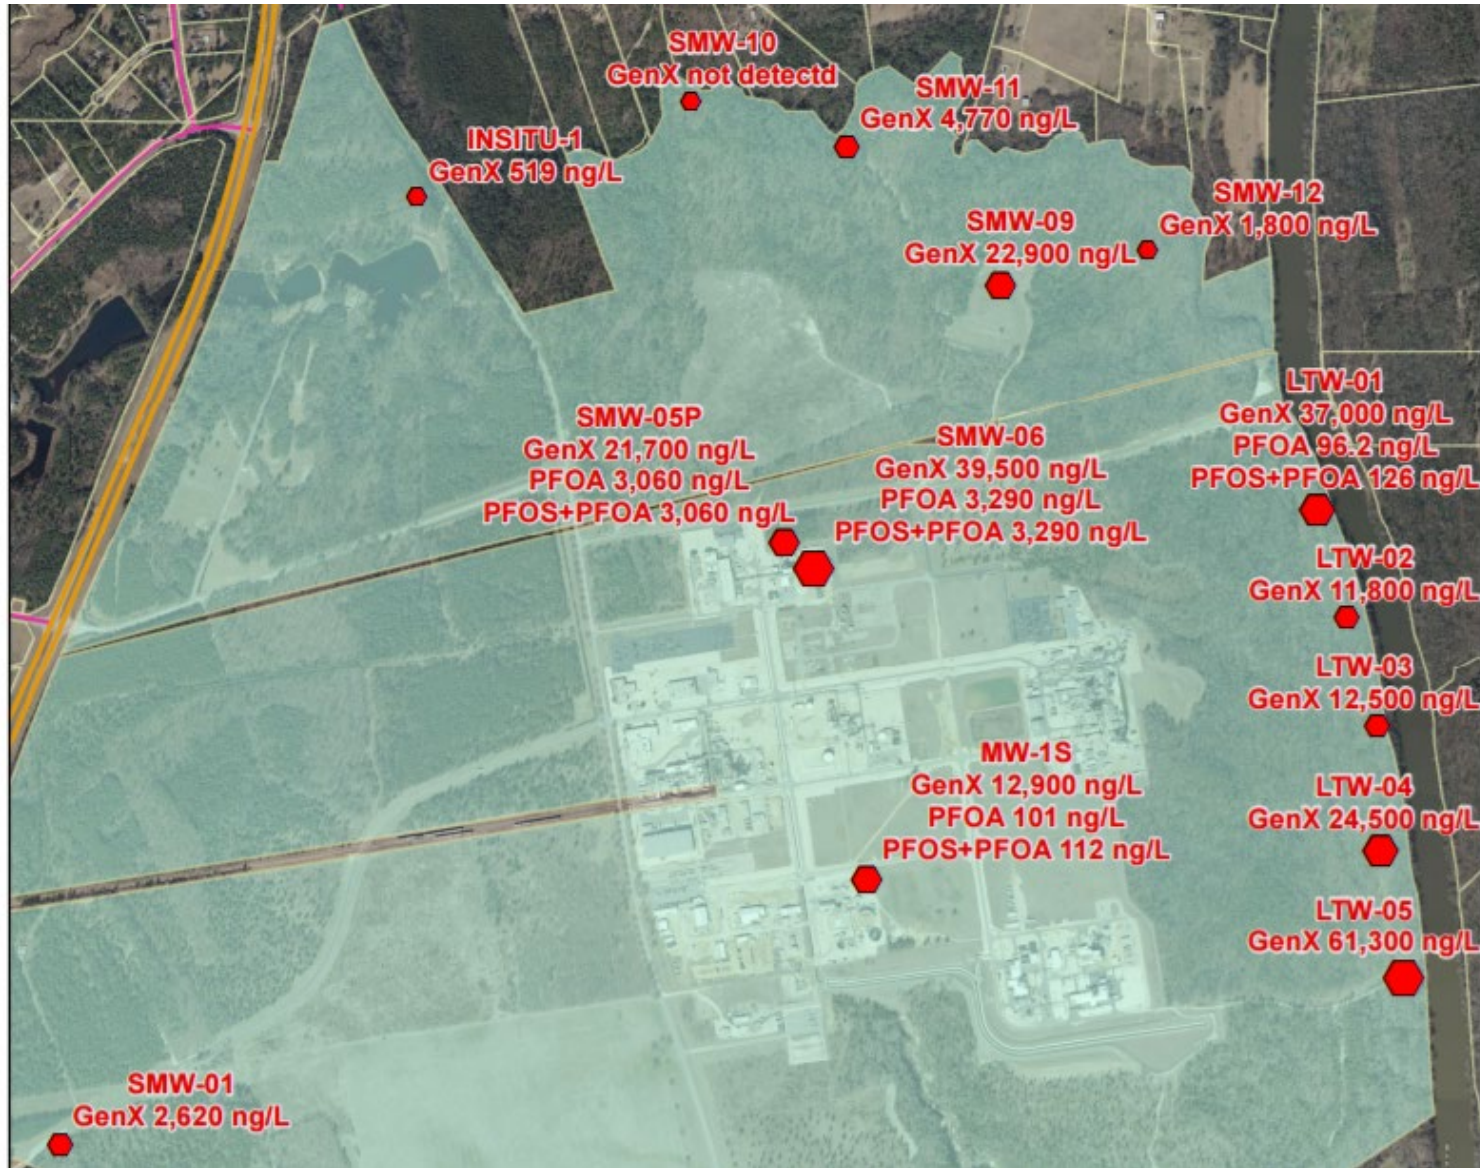 SMW-10
GenX not detectd
SMW-11
GenX 4,770 ng/L
INSITU-1
GenX 519 ng/L
SMW-12
GenX 1,800 ng/L
SMW-09
GenX 22,900 ng/L
LTW-01
GenX 37,000 ng/L
PFOA 96.2 ng/L
PFOS+PFOA 126 ng/L
SMW-05P
GenX 21,700 ng/L
PFOA 3,060 ng/L
PFOS+PFOA 3,060 ng/L
SMW-06
GenX 39,500 ng/L
PFOA 3,290 ng/L
PFOS+PFOA 3,290 ng/L
LTW-02
GenX 11,800 ng/L
LTW-03
GenX 12,500 ng/L
MW-1S
GenX 12,900 ng/L
PFOA 101 ng/L
PFOS+PFOA 112 ng/L
LTW-04
GenX 24,500 ng/L
LTW-05
GenX 61,300 ng/L
SMW-01
GenX 2,620 ng/L